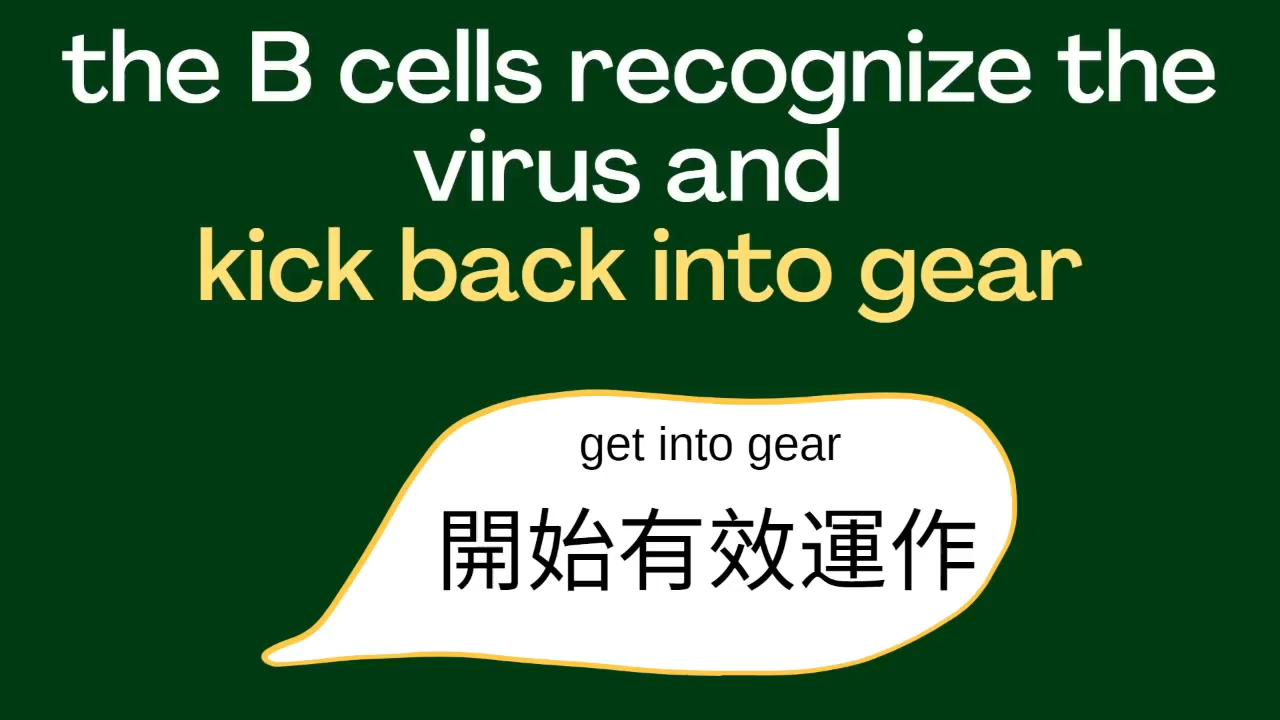 the B cells recognize the
virus and
kick back into gear
get into gear
開始有效運作